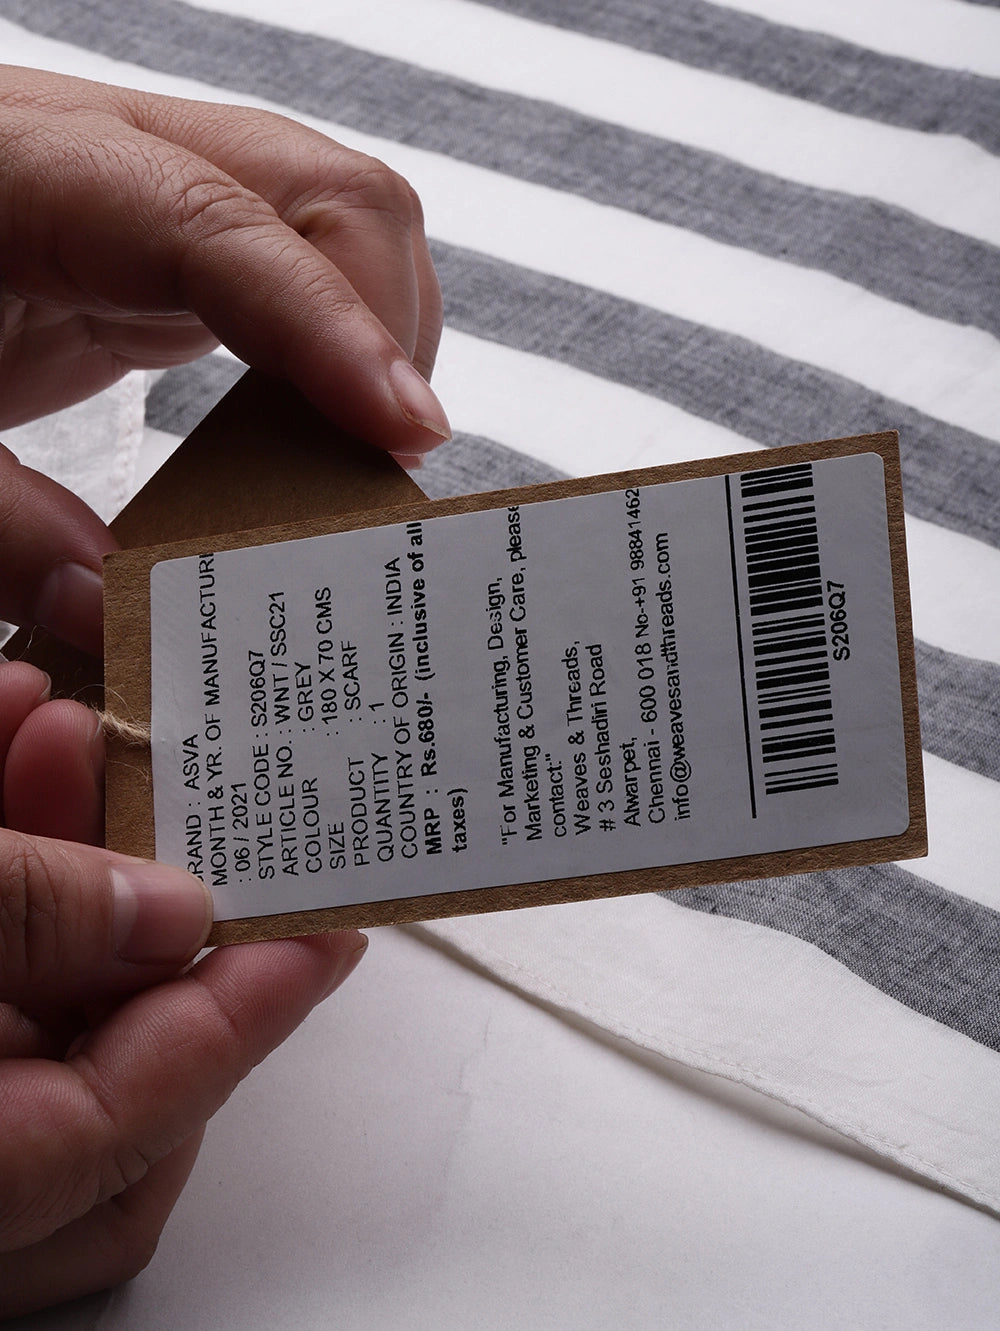 RAND : ASVA
MONTH & YR. OF MANUFACTURI
: 06 / 2021
STYLE CODE : S206Q7
ARTICLE NO. : WNT / SSC21
COLOUR : GREY
SIZE : 180 X 70 CMS
PRODUCT : SCARF
QUANTITY : 1
COUNTRY OF ORIGIN : INDIA
MRP : Rs.680/- (inclusive of all
taxes)
"For Manufacturing, Design,
Marketing & Customer Care, please
contact."
Weaves & Threads,
# 3 Seshadiri Road
Alwarpet,
Chennai - 600 018 No-+91 98841462
info@weavesandthreads.com
S206Q7